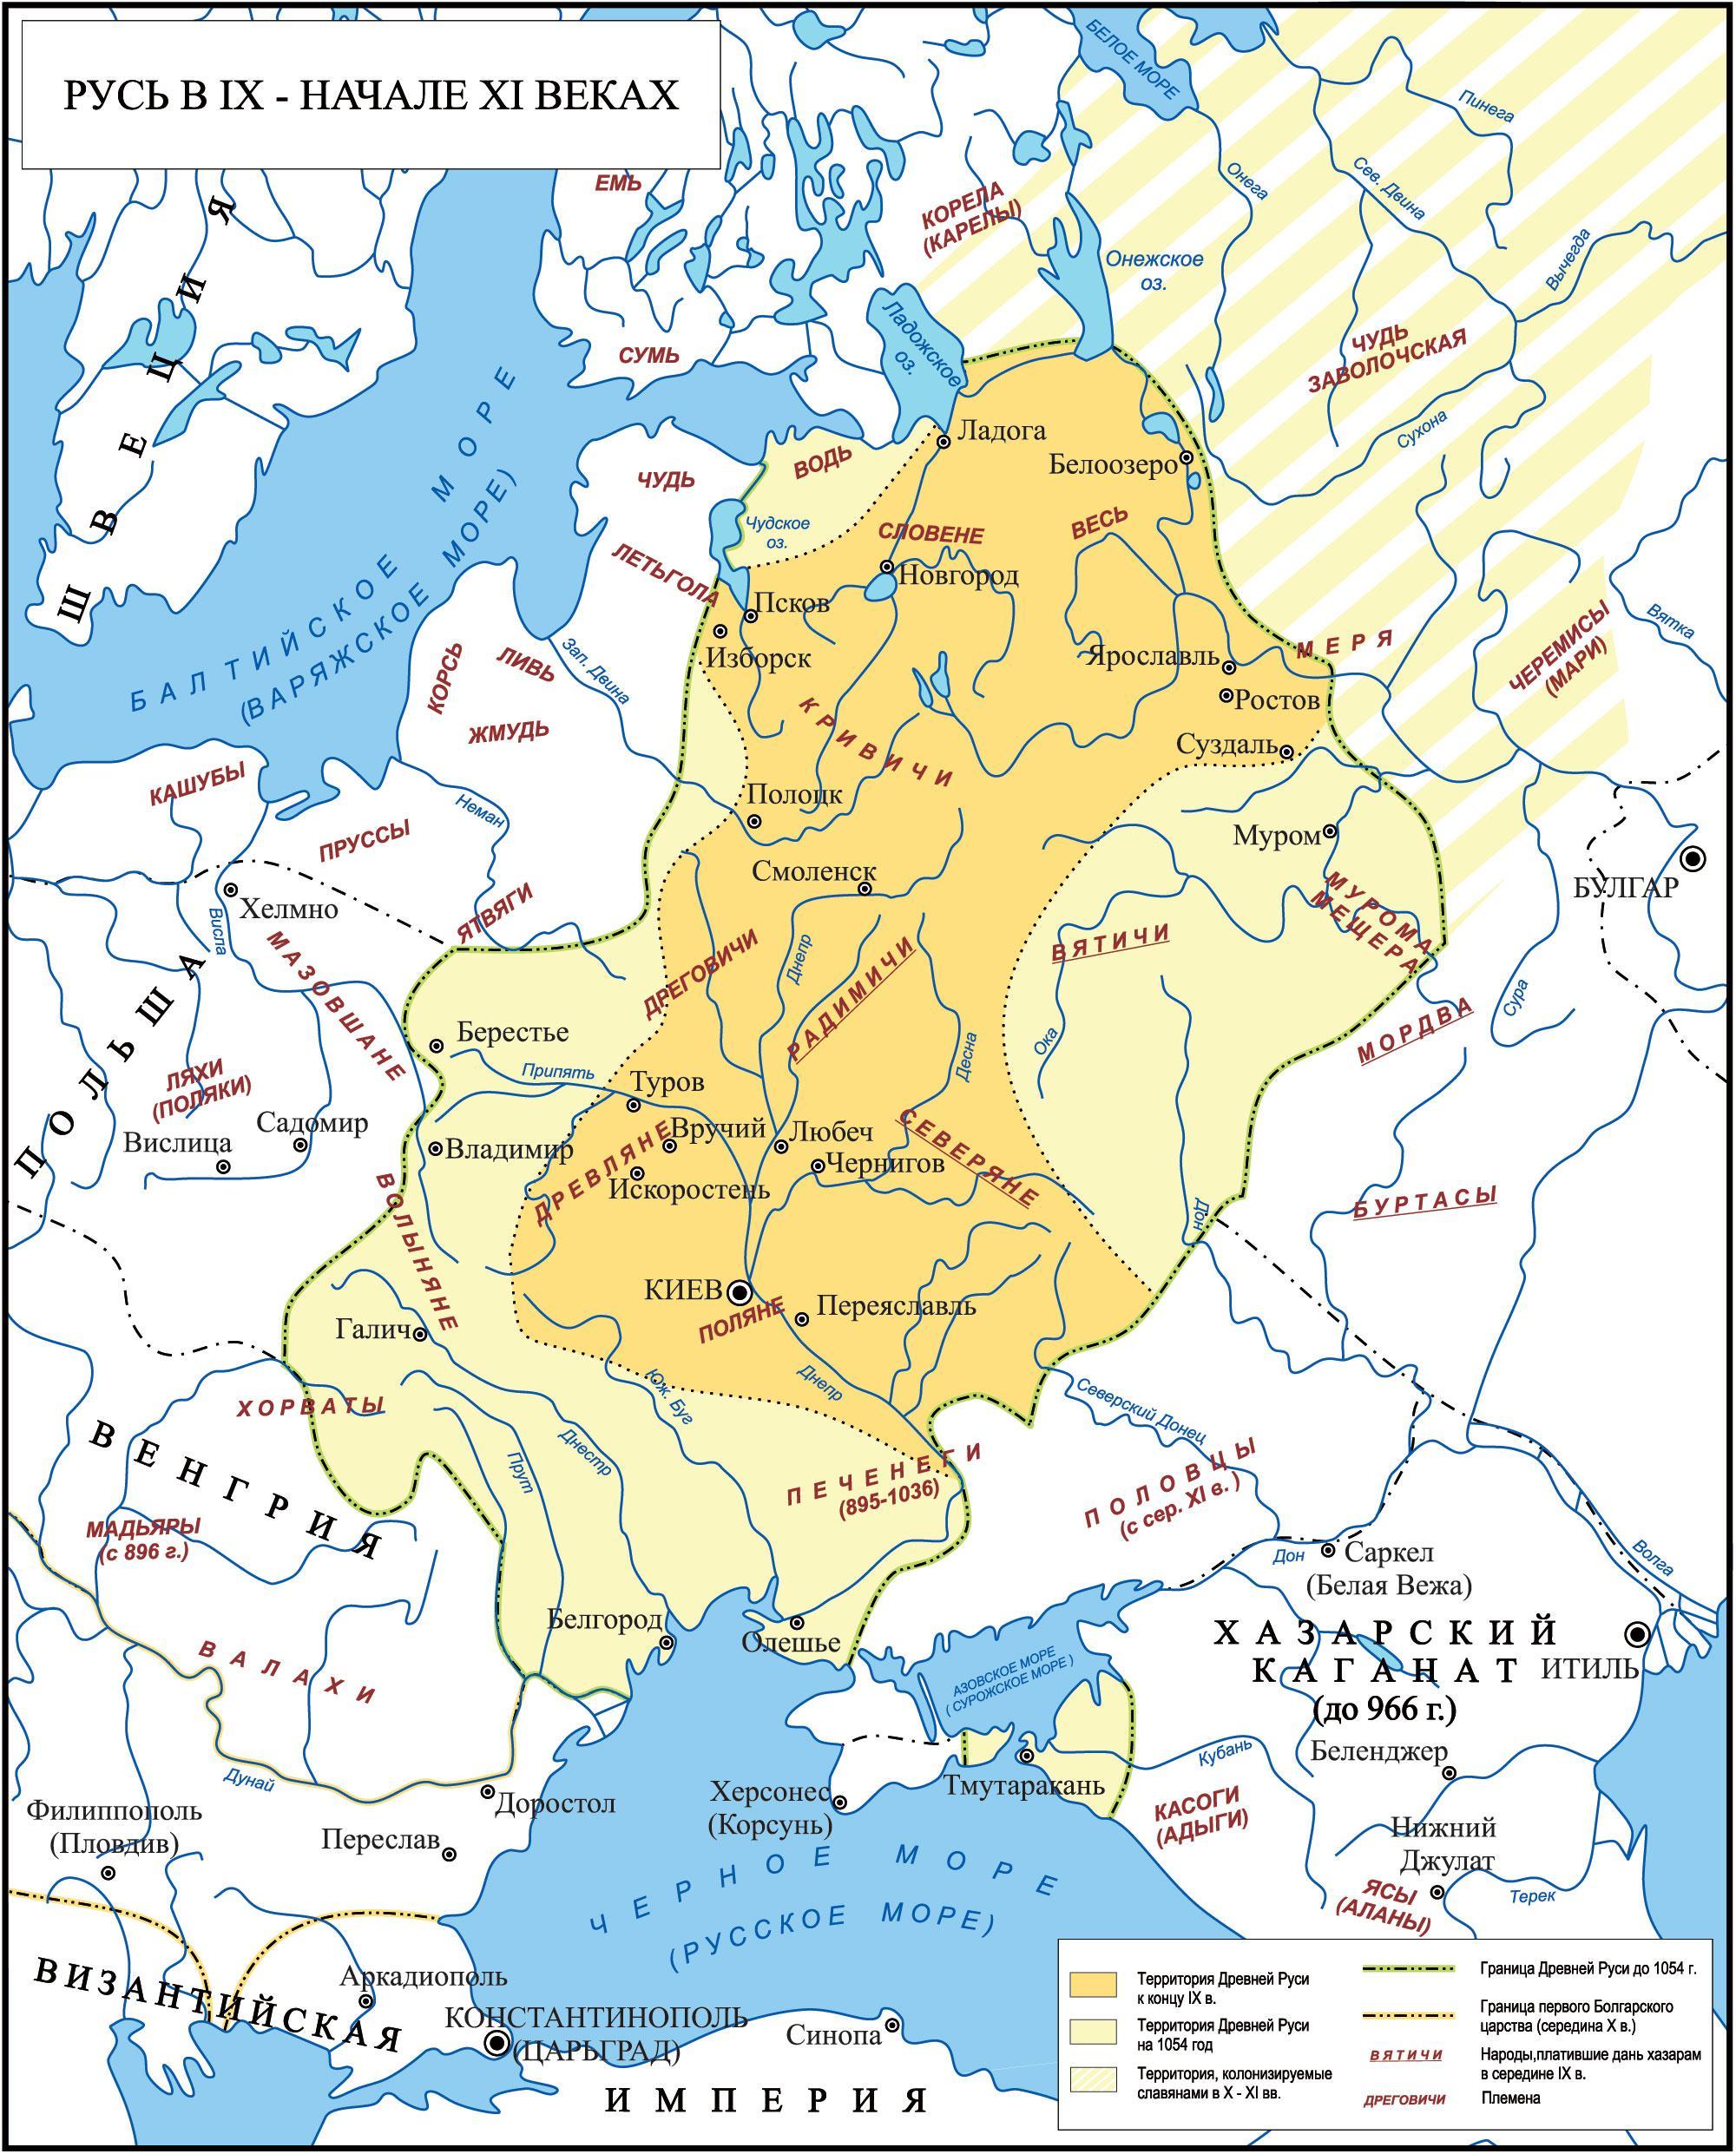 РУСЬ В IX - НАЧАЛЕ XI ВЕКАХ
БЕЛОЕ МОРЕ
Пинега
ЕМЬ
КОРЕЛА
(КАРЕЛЫ)
Онега
Сев. Двина
Вычегда
Онежское
оз.
Ладожское
оз.
ЧУДЬ
ЗАВОЛОЧСКАЯ
СУМЬ
ШВЕЦИЯ
Сухона
Ладога
Белоозеро
ВОДЬ
ЧУДЬ
Чудское
оз.
СЛОВЕНЕ
ВЕСЬ
БАЛТИЙСКОЕ МОРЕ
(ВАРЯЖСКОЕ МОРЕ)
ЛЕТЬГОЛА
Новгород
Псков
Изборск
Вятка
ЧЕРЕМИСЫ
(МАРИ)
МЕРЯ
Ярославль
Ростов
КОРСЬ
ЛИВЬ
Зап. Двина
ЖМУДЬ
КРИВИЧИ
Суздаль
КАШУБЫ
Неман
Полоцк
ПРУССЫ
Муром
Смоленск
БУЛГАР
Хелмно
Висла
ЯТВЯГИ
МУРОМА
МЕЩЕРА
МАЗОВШАНЕ
ДРЕГОВИЧИ
Днепр
РАДИМИЧИ
ВЯТИЧИ
Сура
ПОЛЬША
Берестье
МОРДВА
Ока
Десна
ЛЯХИ
(ПОЛЯКИ)
Припять
Туров
Садомир
Вислица
Вручий
Любеч
Владимир
ДРЕВЛЯНЕ
Чернигов
СЕВЕРЯНЕ
Искоростень
БУРТАСЫ
Дон
ВОЛЫНЯНЕ
КИЕВ
Переяславль
ПОЛЯНЕ
Галич
Днепр
Юж. Буг
ХОРВАТЫ
Северский Донец
ВЕНГРИЯ
Днестр
Прут
ПЕЧЕНЕГИ
(895-1036)
ПОЛОВЦЫ
(с сер. XI в. )
МАДЬЯРЫ
(с 896 г.)
Дон
Саркел
(Белая Вежа)
Волга
Белгород
Олешье
ВАЛАХИ
ХАЗАРСКИЙ
КАГАНАТ
(до 966 г.)
ИТИЛЬ
АЗОВСКОЕ МОРЕ
( СУРОЖСКОЕ МОРЕ )
Беленджер
Кубань
Дунай
Доростол
Тмутаракань
Херсонес
(Корсунь)
КАСОГИ
(АДЫГИ)
Филиппополь
(Пловдив)
Переслав
Нижний
Джулат
ЧЕРНОЕ МОРЕ
(РУССКОЕ МОРЕ)
ЯСЫ
(АЛАНЫ)
Терек
ВИЗАНТИЙСКАЯ
Аркадиополь
КОНСТАНТИНОПОЛЬ
(ЦАРЬГРАД)
Синопа
ИМПЕРИЯ
Территория Древней Руси
к концу IX в.
Территория Древней Руси
на 1054 год
Территория, колонизируемые
славянами в X - XI вв.
Граница Древней Руси до 1054 г.
Граница первого Болгарского
царства (середина X в.)
ВЯТИЧИ
Народы,платившие дань хазарам
в середине IX в.
ДРЕГОВИЧИ
Племена